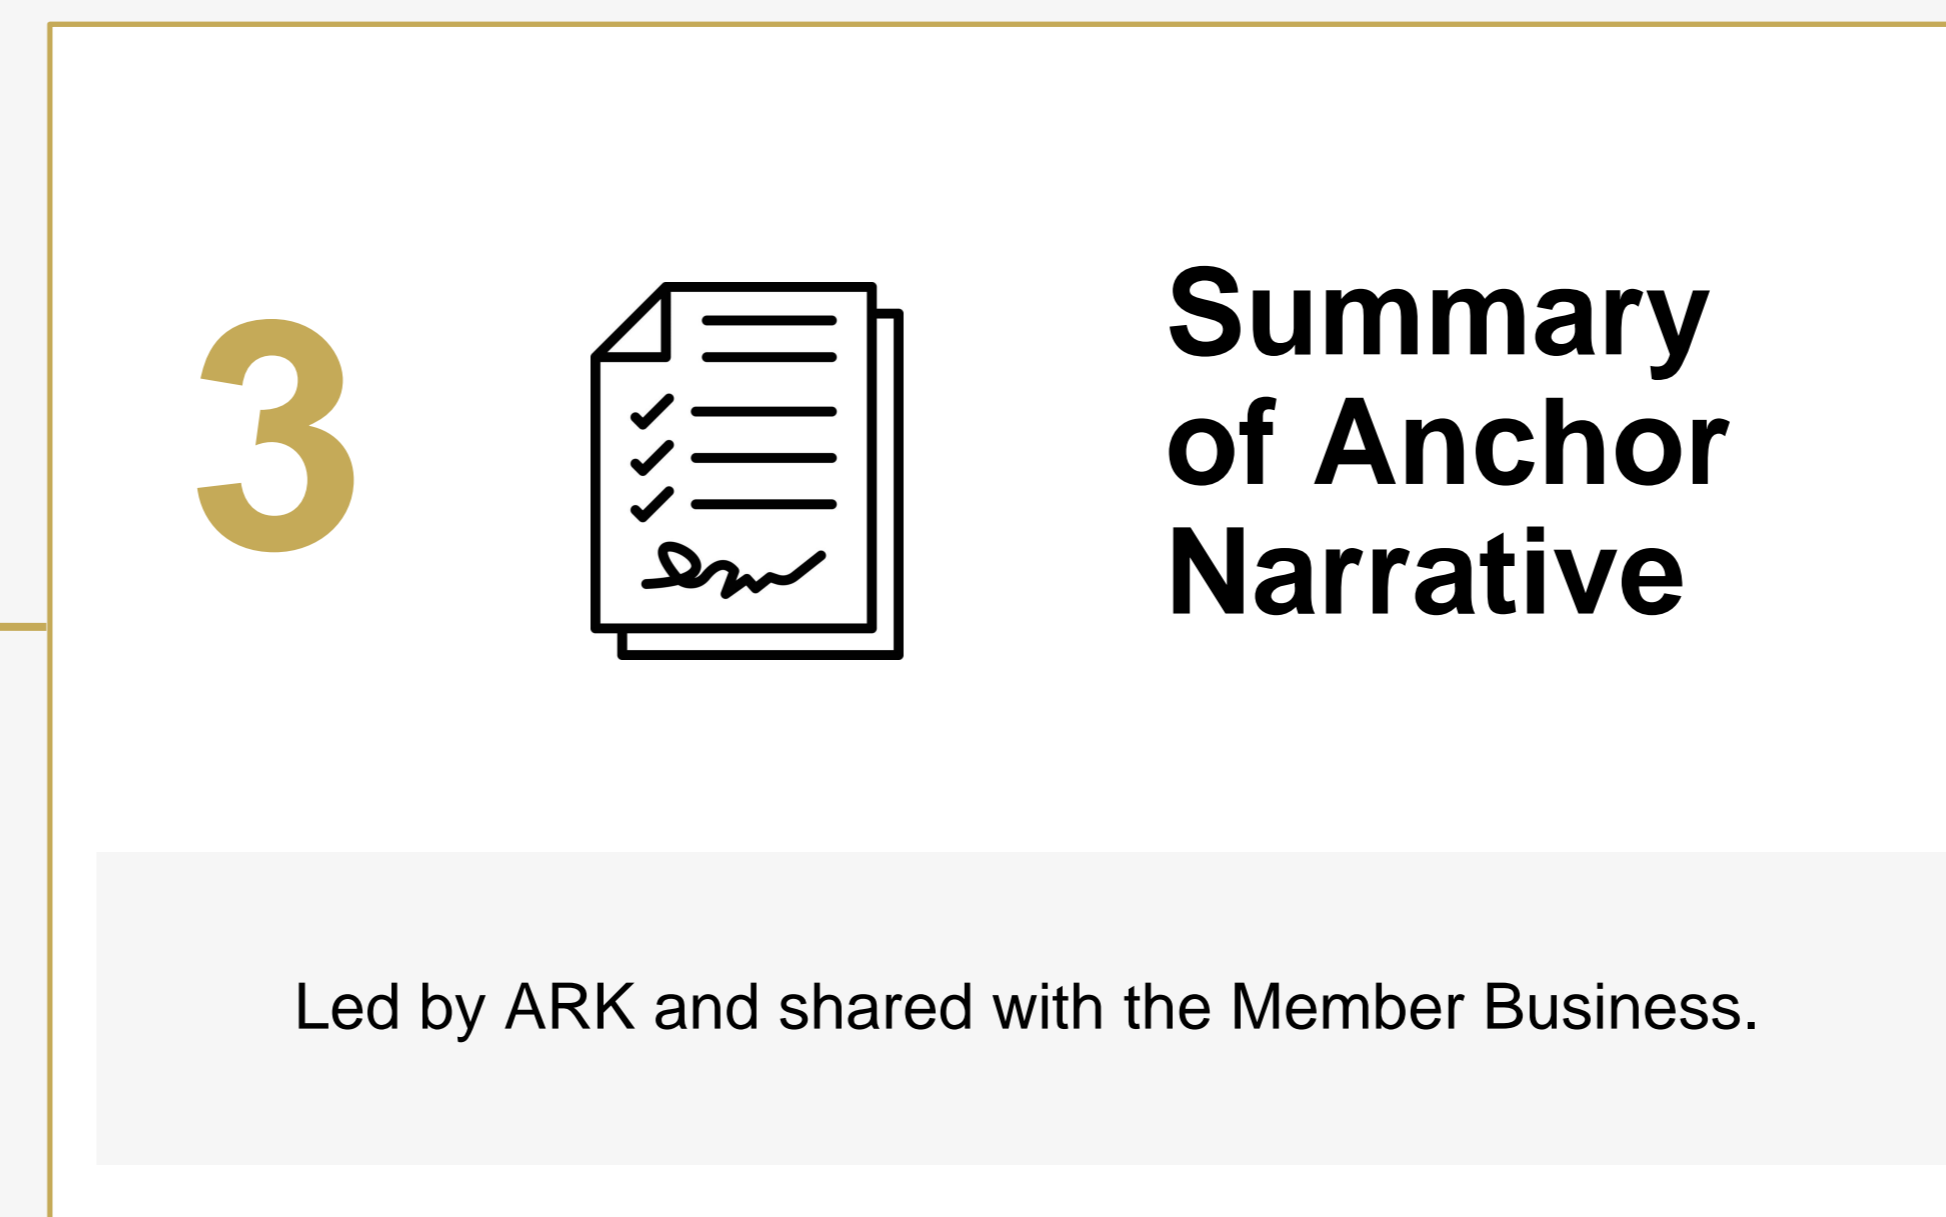 3
Summary
of Anchor
Narrative
Led by ARK and shared with the Member Business.